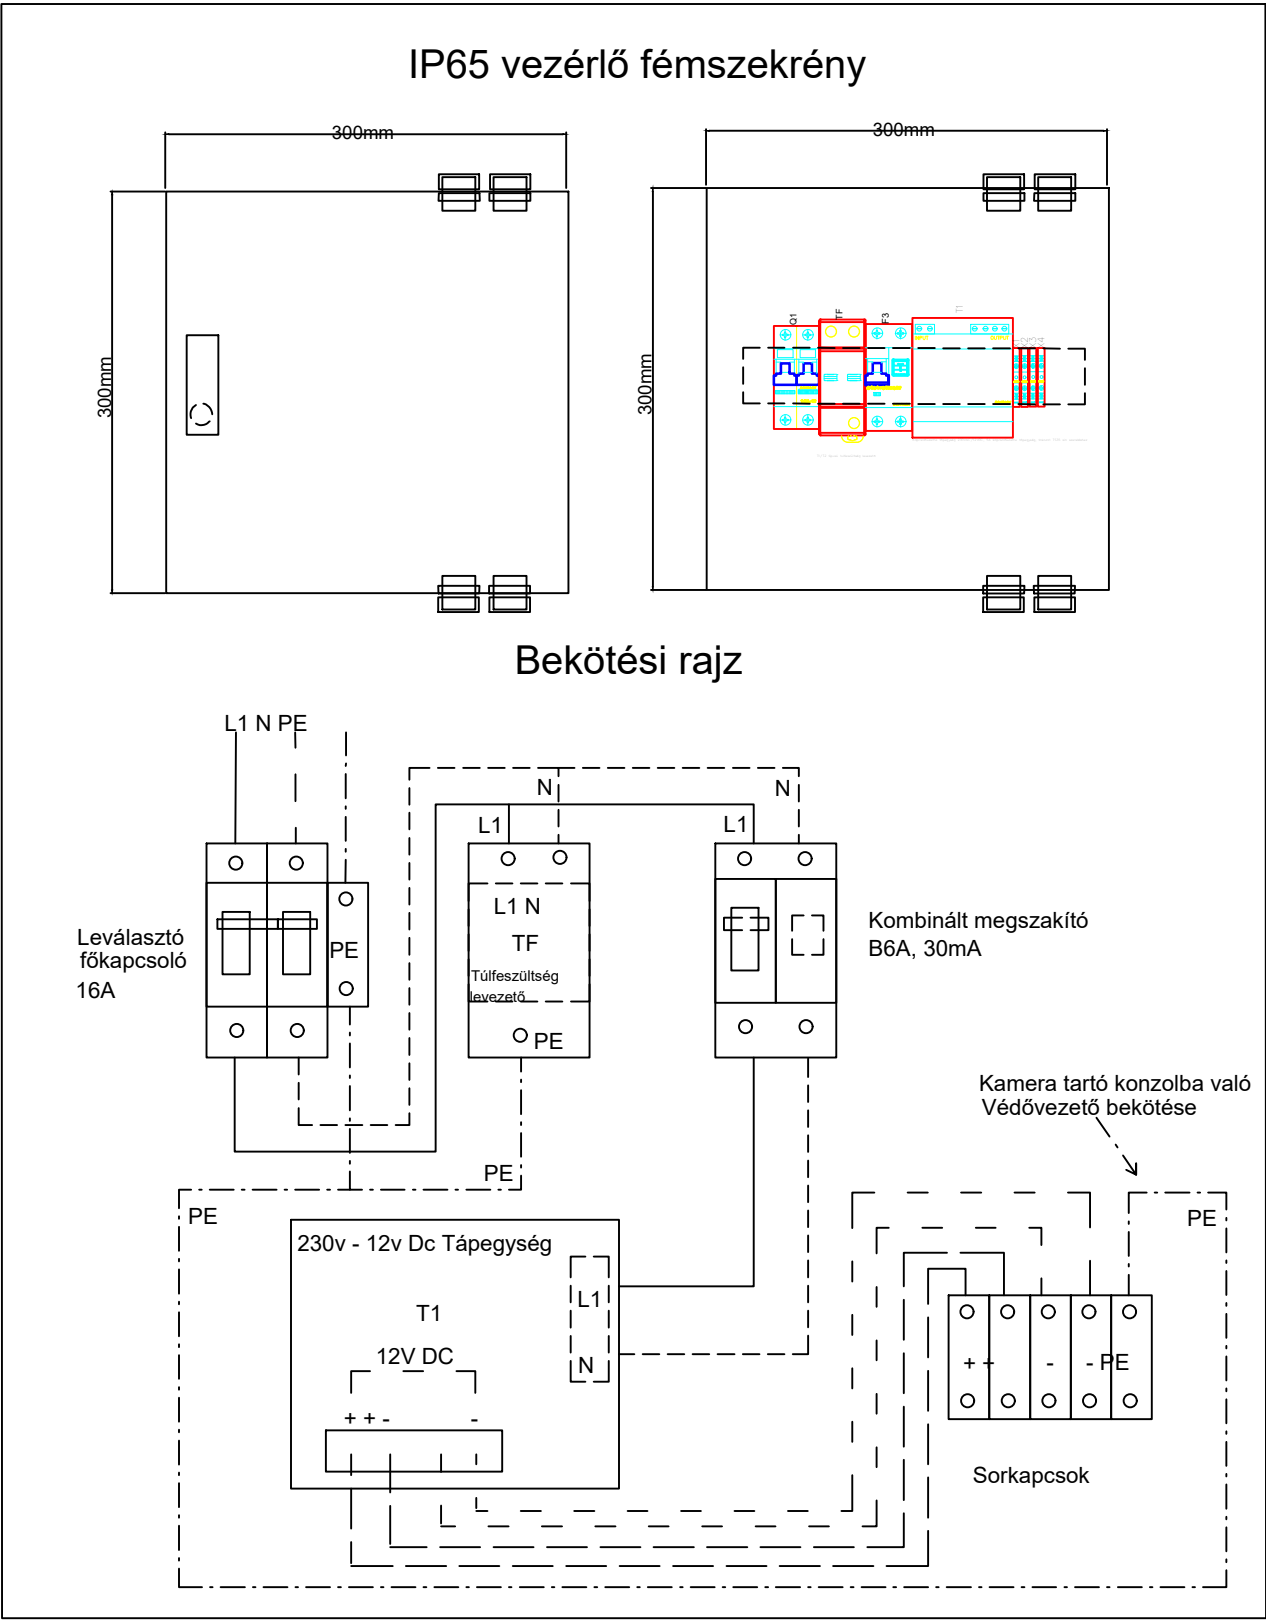 IP65 vezérlő fémszekrény
300mm
300mm
300mm
300mm
Q1
TF
F3
T1
Bekötési rajz
L1 N PE
N
N
L1
L1
Leválasztó
főkapcsoló
16A
PE
L1 N
TF
Túlfeszültség
levezető
PE
Kombinált megszakító
B6A, 30mA
Kamera tartó konzolba való
Védővezető bekötése
PE
PE
PE
230v - 12v Dc Tápegység
L1
T1
12V DC
N
+ + -
-
+ +
-
- PE
Sorkapcsok